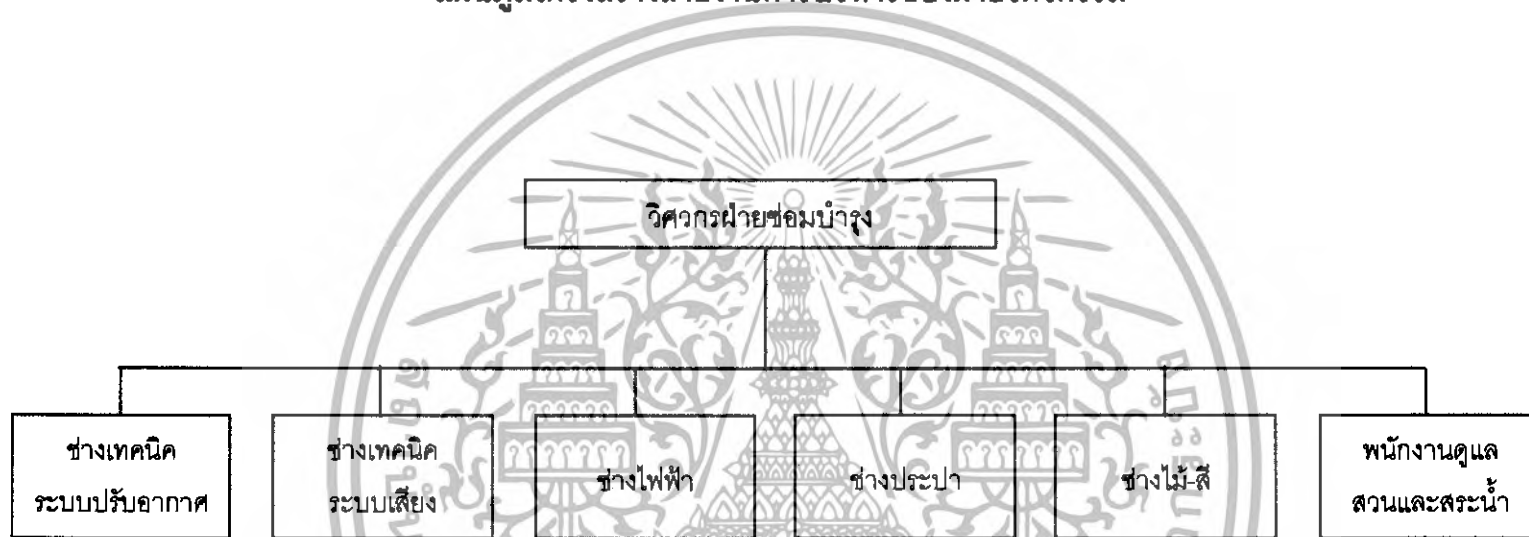 วิศวกรฝ่ายซ่อมบำรุง
ช่างเทคนิค
ระบบปรับอากาศ
ช่างเทคนิค
ระบบเสียง
ช่างไฟฟ้า
ช่างประปา
ช่างไม้-สี
พนักงานดูแล
สวนและสระน้ำ